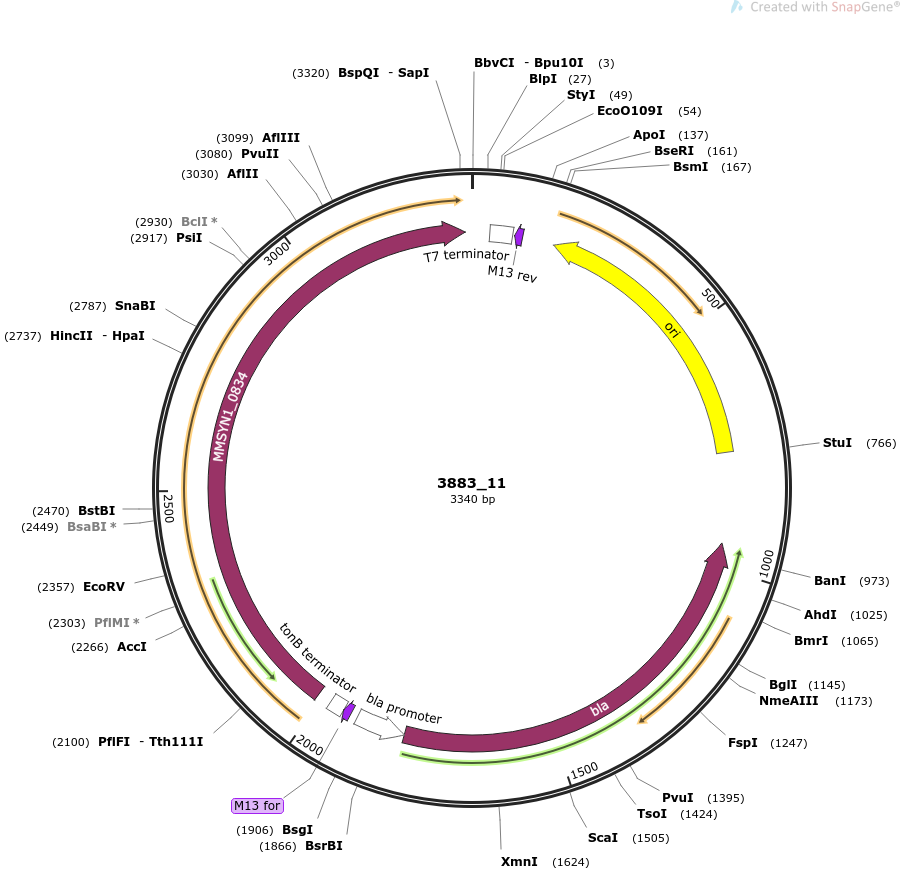 Created with SnapGene®
(3320) BspQI - SapI
BbvCI - Bpu10I (3)
BlpI (27)
StyI (49)
EcoO109I (54)
ApoI (137)
BseRI (161)
BsmI (167)
(3099) AflIII
(3080) PvuII
(3030) AflII
(2930) BclI *
(2917) PsiI
(2787) SnaBI
(2737) HincII - HpaI
(2470) BstBI
(2449) BsaBI *
(2357) EcoRV
(2303) PflMI *
(2266) AccI
(2100) PflFI - Tth111I
M13 for
(1906) BsgI
(1866) BsrBI
XmnI (1624)
ScaI (1505)
TsoI (1424)
PvuI (1395)
FspI (1247)
NmeAIII (1173)
BglI (1145)
BmrI (1065)
AhdI (1025)
BanI (973)
StuI (766)
T7 terminator
M13 rev
ori
500
1000
1500
2000
2500
3000
MMSYN1_0834
tonB terminator
bla promoter
bla
3883_11
3340 bp